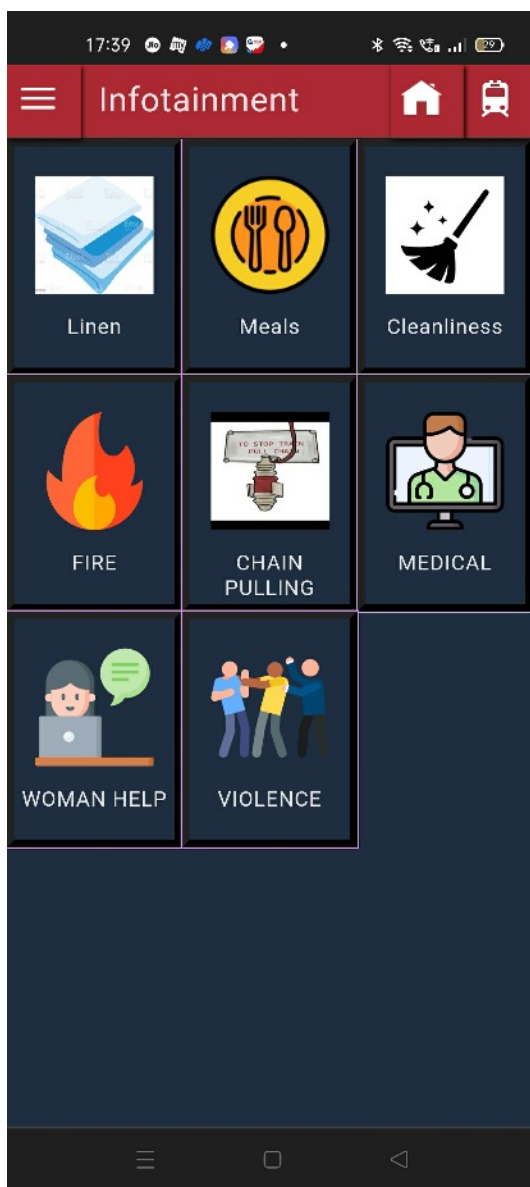 17:39
29
Infotainment
Linen
Meals
Cleanliness
TO STOP TRAIN
PULL CHAIN
FIRE
CHAIN
PULLING
MEDICAL
WOMAN HELP
VIOLENCE